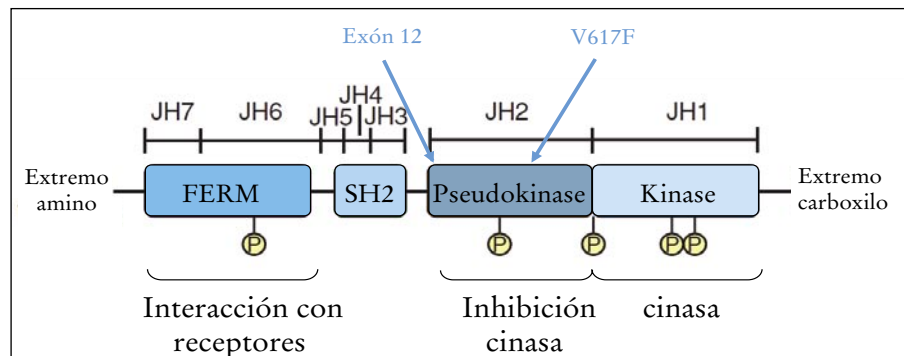 Exón 12
V617F
JH7
JH6
JH5
JH4
JH3
JH2
JH1
Extremo
amino
FERM
SH2
Pseudokinase
Kinase
Extremo
carboxilo
P
P
P
P
P
Interacción con
receptores
Inhibición
cinasa
cinasa